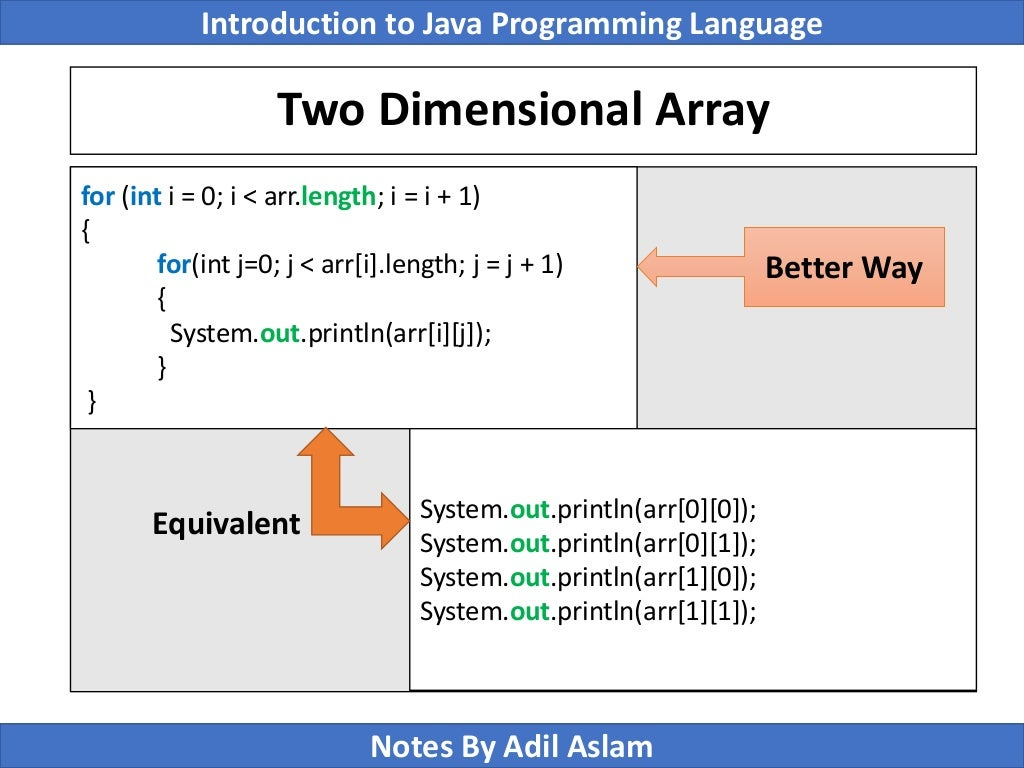 Introduction to Java Programming Language
Two Dimensional Array
for (int i = 0; i < arr.length; i = i + 1)
{
for(int j=0; j < arr[i].length; j = j + 1)
{
System.out.println(arr[i][j]);
}
}
Better Way
Equivalent
System.out.println(arr[0][0]);
System.out.println(arr[0][1]);
System.out.println(arr[1][0]);
System.out.println(arr[1][1]);
Notes By Adil Aslam